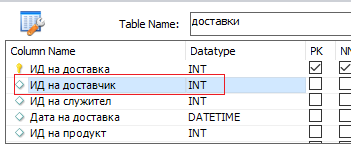 Table Name: доставки
Column Name Datatype PK NN
ИД на доставка INT
ИД на доставчик INT
ИД на служител INT
Дата на доставка DATETIME
ИД на продукт INT